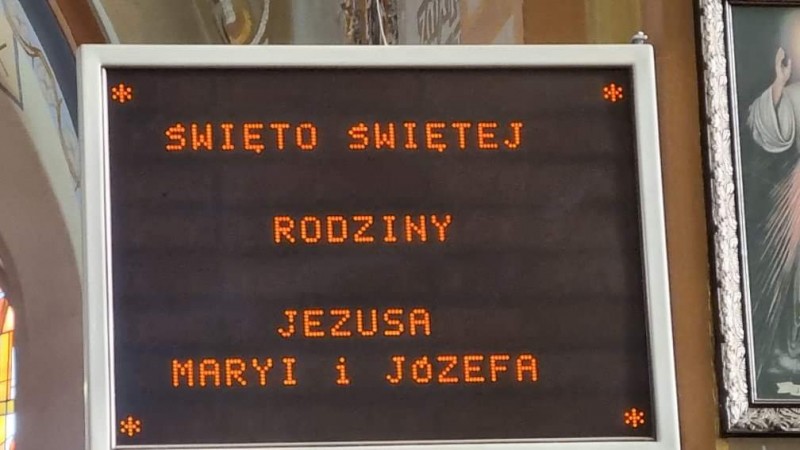 * *
ŚWIĘTO ŚWIĘTEJ
RODZINY
JEZUSA
MARYI i JÓZEFA
* *